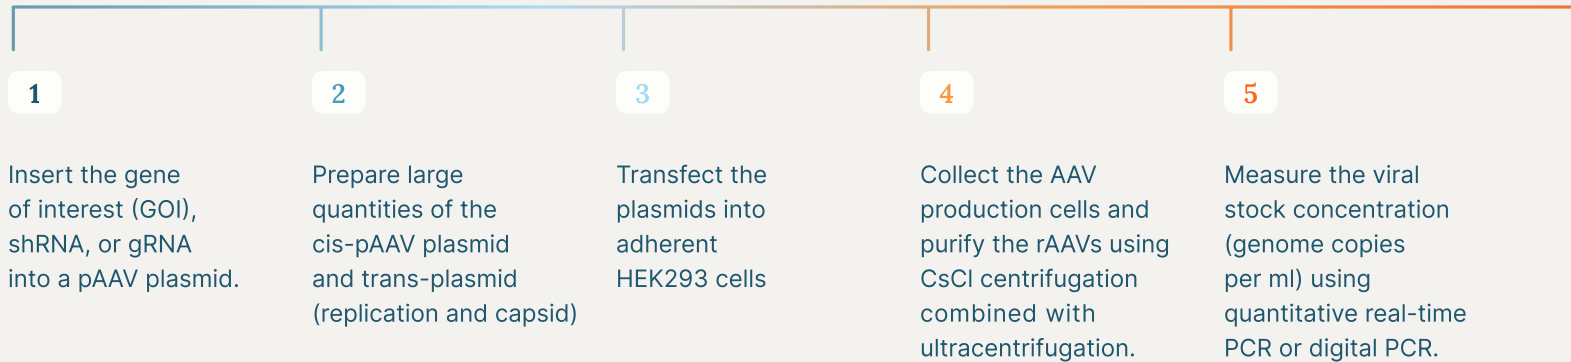 1
Insert the gene
of interest (GOI),
shRNA, or gRNA
into a pAAV plasmid.
2
Prepare large
quantities of the
cis-pAAV plasmid
and trans-plasmid
(replication and capsid)
3
Transfect the
plasmids into
adherent
HEK293 cells
4
Collect the AAV
production cells and
purify the rAAVs using
CsCl centrifugation
combined with
ultracentrifugation.
5
Measure the viral
stock concentration
(genome copies
per ml) using
quantitative real-time
PCR or digital PCR.